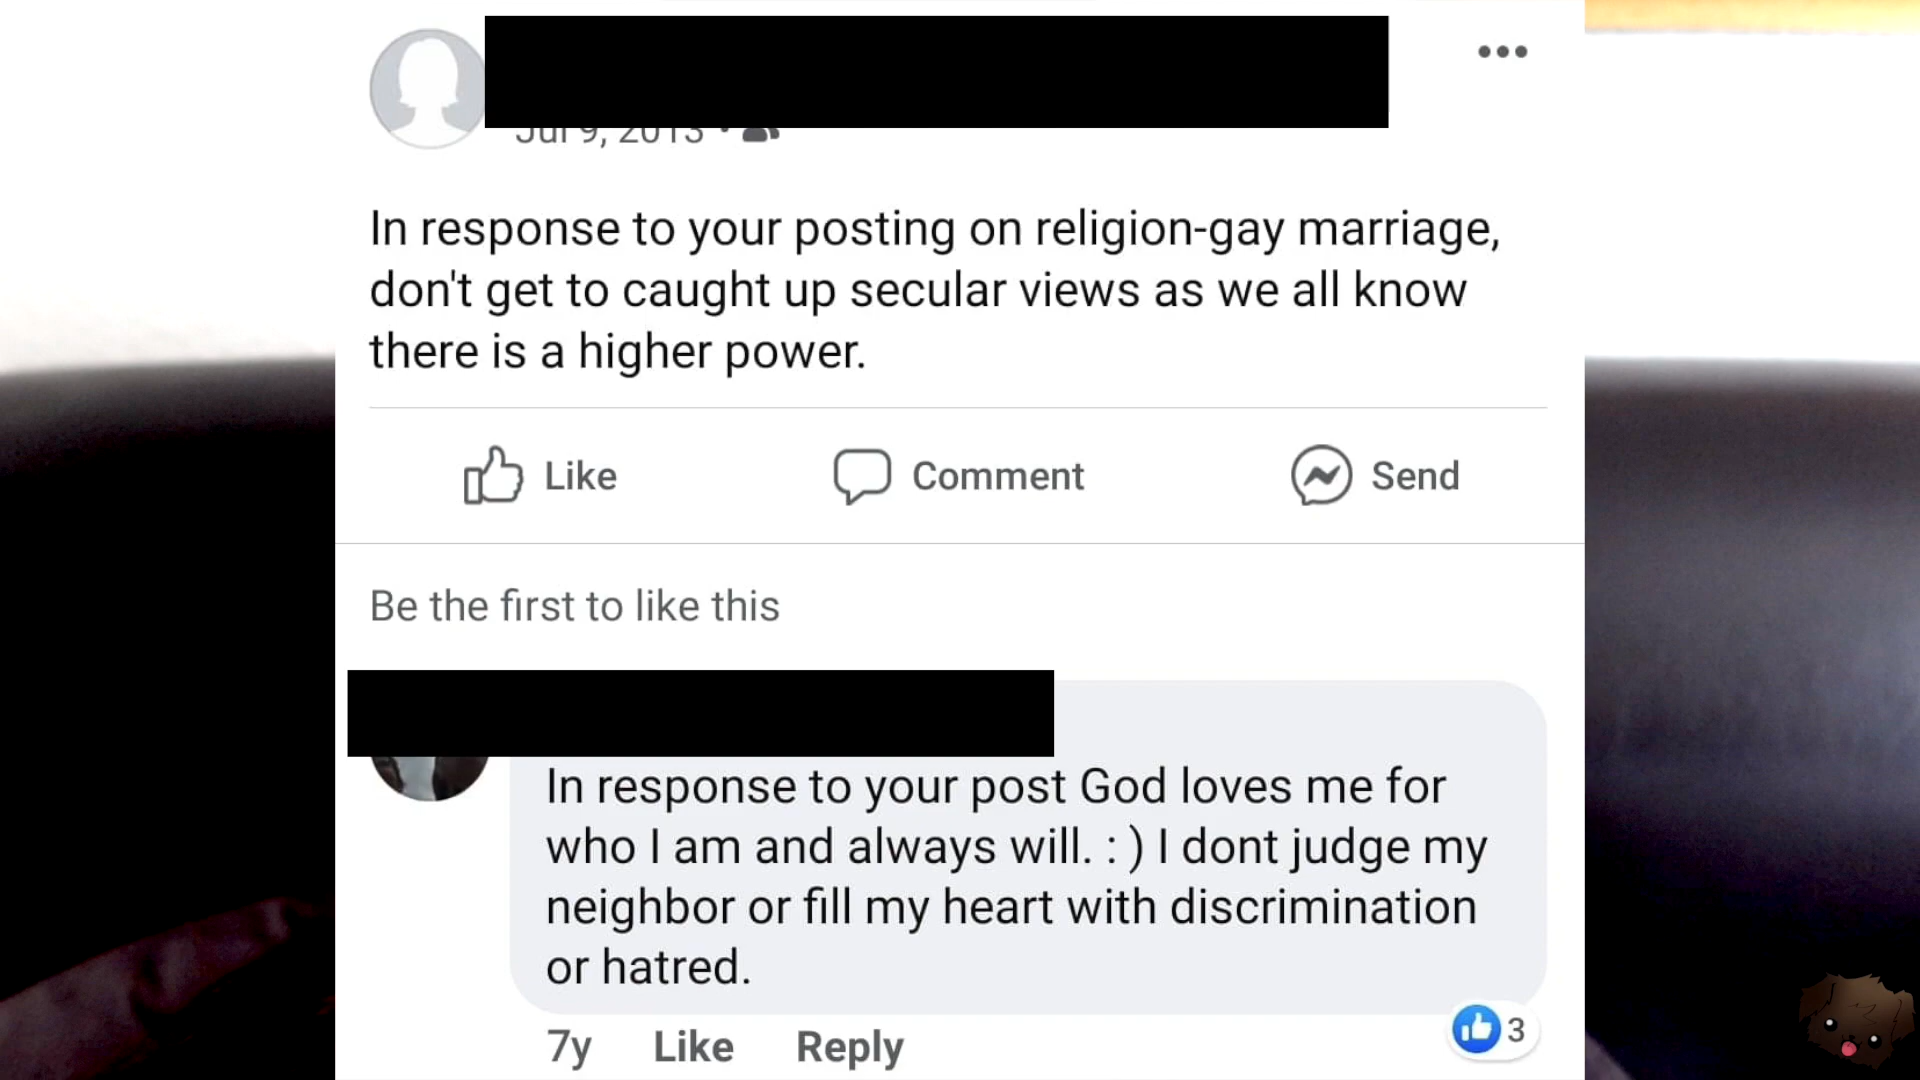 Jul 9, 2013 •
In response to your posting on religion-gay marriage,
don't get to caught up secular views as we all know
there is a higher power.
Like
Comment
Send
Be the first to like this
In response to your post God loves me for
who I am and always will. : ) I dont judge my
neighbor or fill my heart with discrimination
or hatred.
7y Like Reply
3